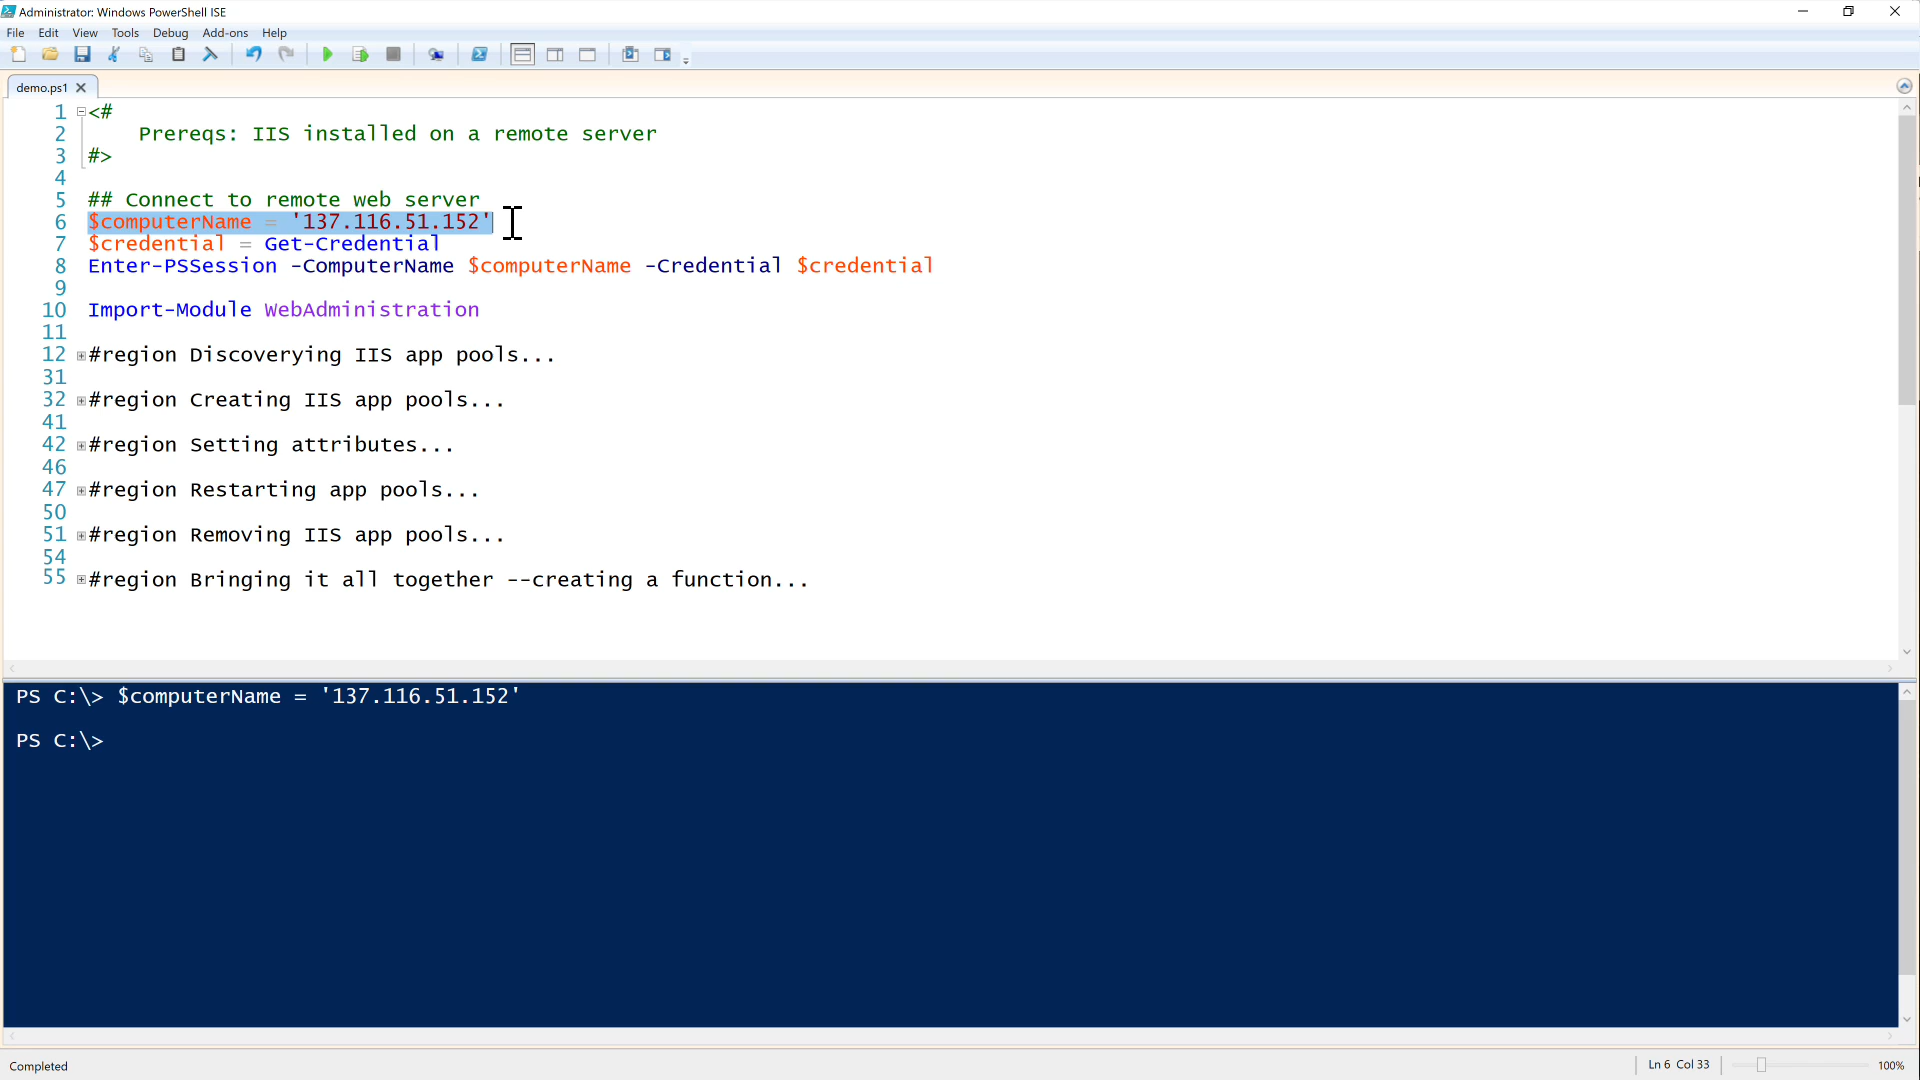 Administrator: Windows PowerShell ISE
File Edit View Tools Debug Add-ons Help
demo.ps1
1 <#
2 Prereqs: IIS installed on a remote server
3 #>
4
5 ## Connect to remote web server
6 $computerName = '137.116.51.152'
7 $credential = Get-Credential
8 Enter-PSSession -ComputerName $computerName -Credential $credential
9
10 Import-Module WebAdministration
11
12 #region Discoverying IIS app pools...
31
32 #region Creating IIS app pools...
41
42 #region Setting attributes...
46
47 #region Restarting app pools...
50
51 #region Removing IIS app pools...
54
55 #region Bringing it all together --creating a function...
PS C:\> $computerName = '137.116.51.152'
PS C:\>
Completed
Ln 6 Col 33
100%